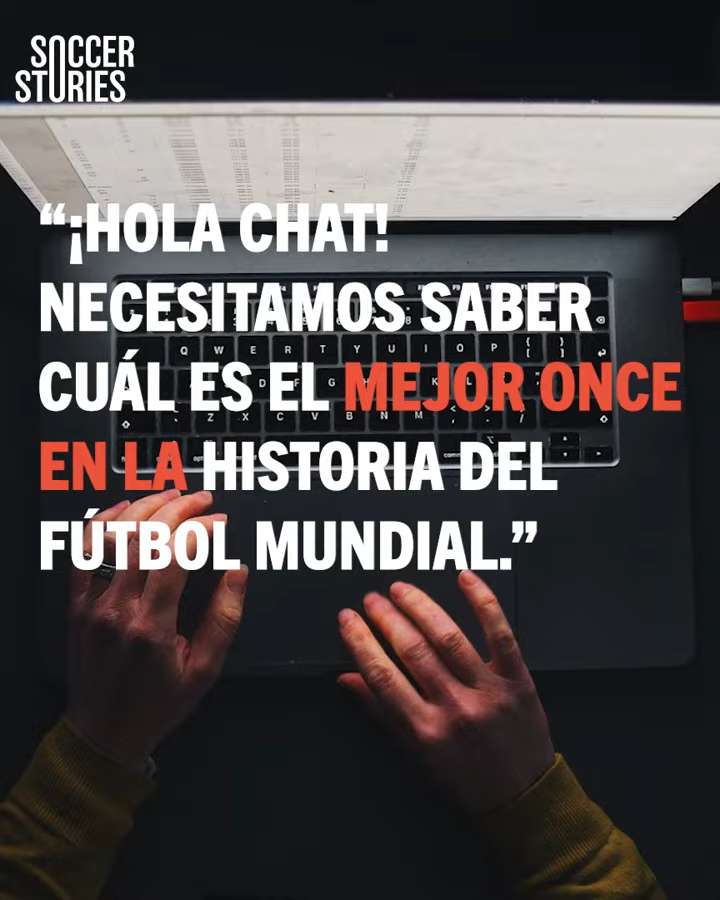 SOCCER
STORIES
“¡HOLA CHAT!
NECESITAMOS SABER
CUÁL ES EL MEJOR ONCE
EN LA HISTORIA DEL
FÚTBOL MUNDIAL.”
Q W E R T Y U I O P